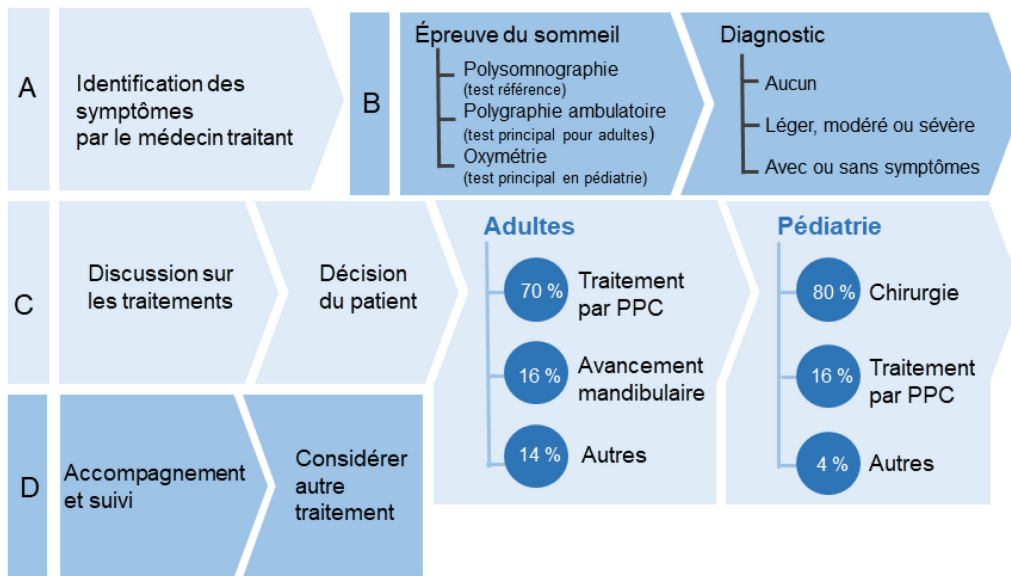 A
Identification des
symptômes
par le médecin traitant
B
Épreuve du sommeil
Polysomnographie
(test référence)
Polygraphie ambulatoire
(test principal pour adultes)
Oxymétrie
(test principal en pédiatrie)
Diagnostic
Aucun
Léger, modéré ou sévère
Avec ou sans symptômes
C
Discussion sur
les traitements
Décision
du patient
Adultes
70 % Traitement
par PPC
16 % Avancement
mandibulaire
14 % Autres
Pédiatrie
80 % Chirurgie
16 % Traitement
par PPC
4 % Autres
D
Accompagnement
et suivi
Considérer
autre
traitement